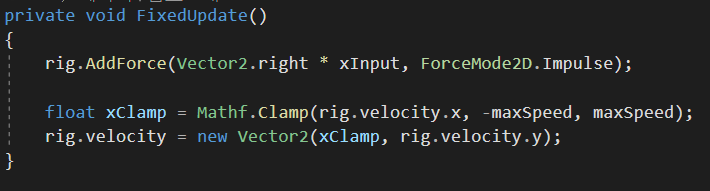 private void FixedUpdate()
{
rig.AddForce(Vector2.right * xInput, ForceMode2D.Impulse);
float xClamp = Mathf.Clamp(rig.velocity.x, -maxSpeed, maxSpeed);
rig.velocity = new Vector2(xClamp, rig.velocity.y);
}